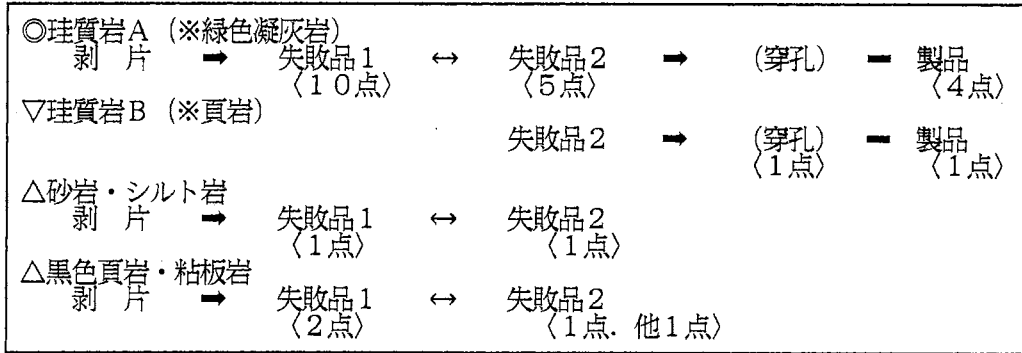 ◎珪質岩A（※緑色凝灰岩）
剥 片 ➡ 失敗品1 ↔ 失敗品2 ➡ (穿孔) ━ 製品
〈10点〉 〈5点〉 〈4点〉
▽珪質岩B（※頁岩）
失敗品2 ➡ (穿孔) ━ 製品
〈1点〉 〈1点〉
△砂岩・シルト岩
剥 片 ➡ 失敗品1 ↔ 失敗品2
〈1点〉 〈1点〉
△黒色頁岩・粘板岩
剥 片 ➡ 失敗品1 ↔ 失敗品2
〈2点〉 〈1点．他1点〉